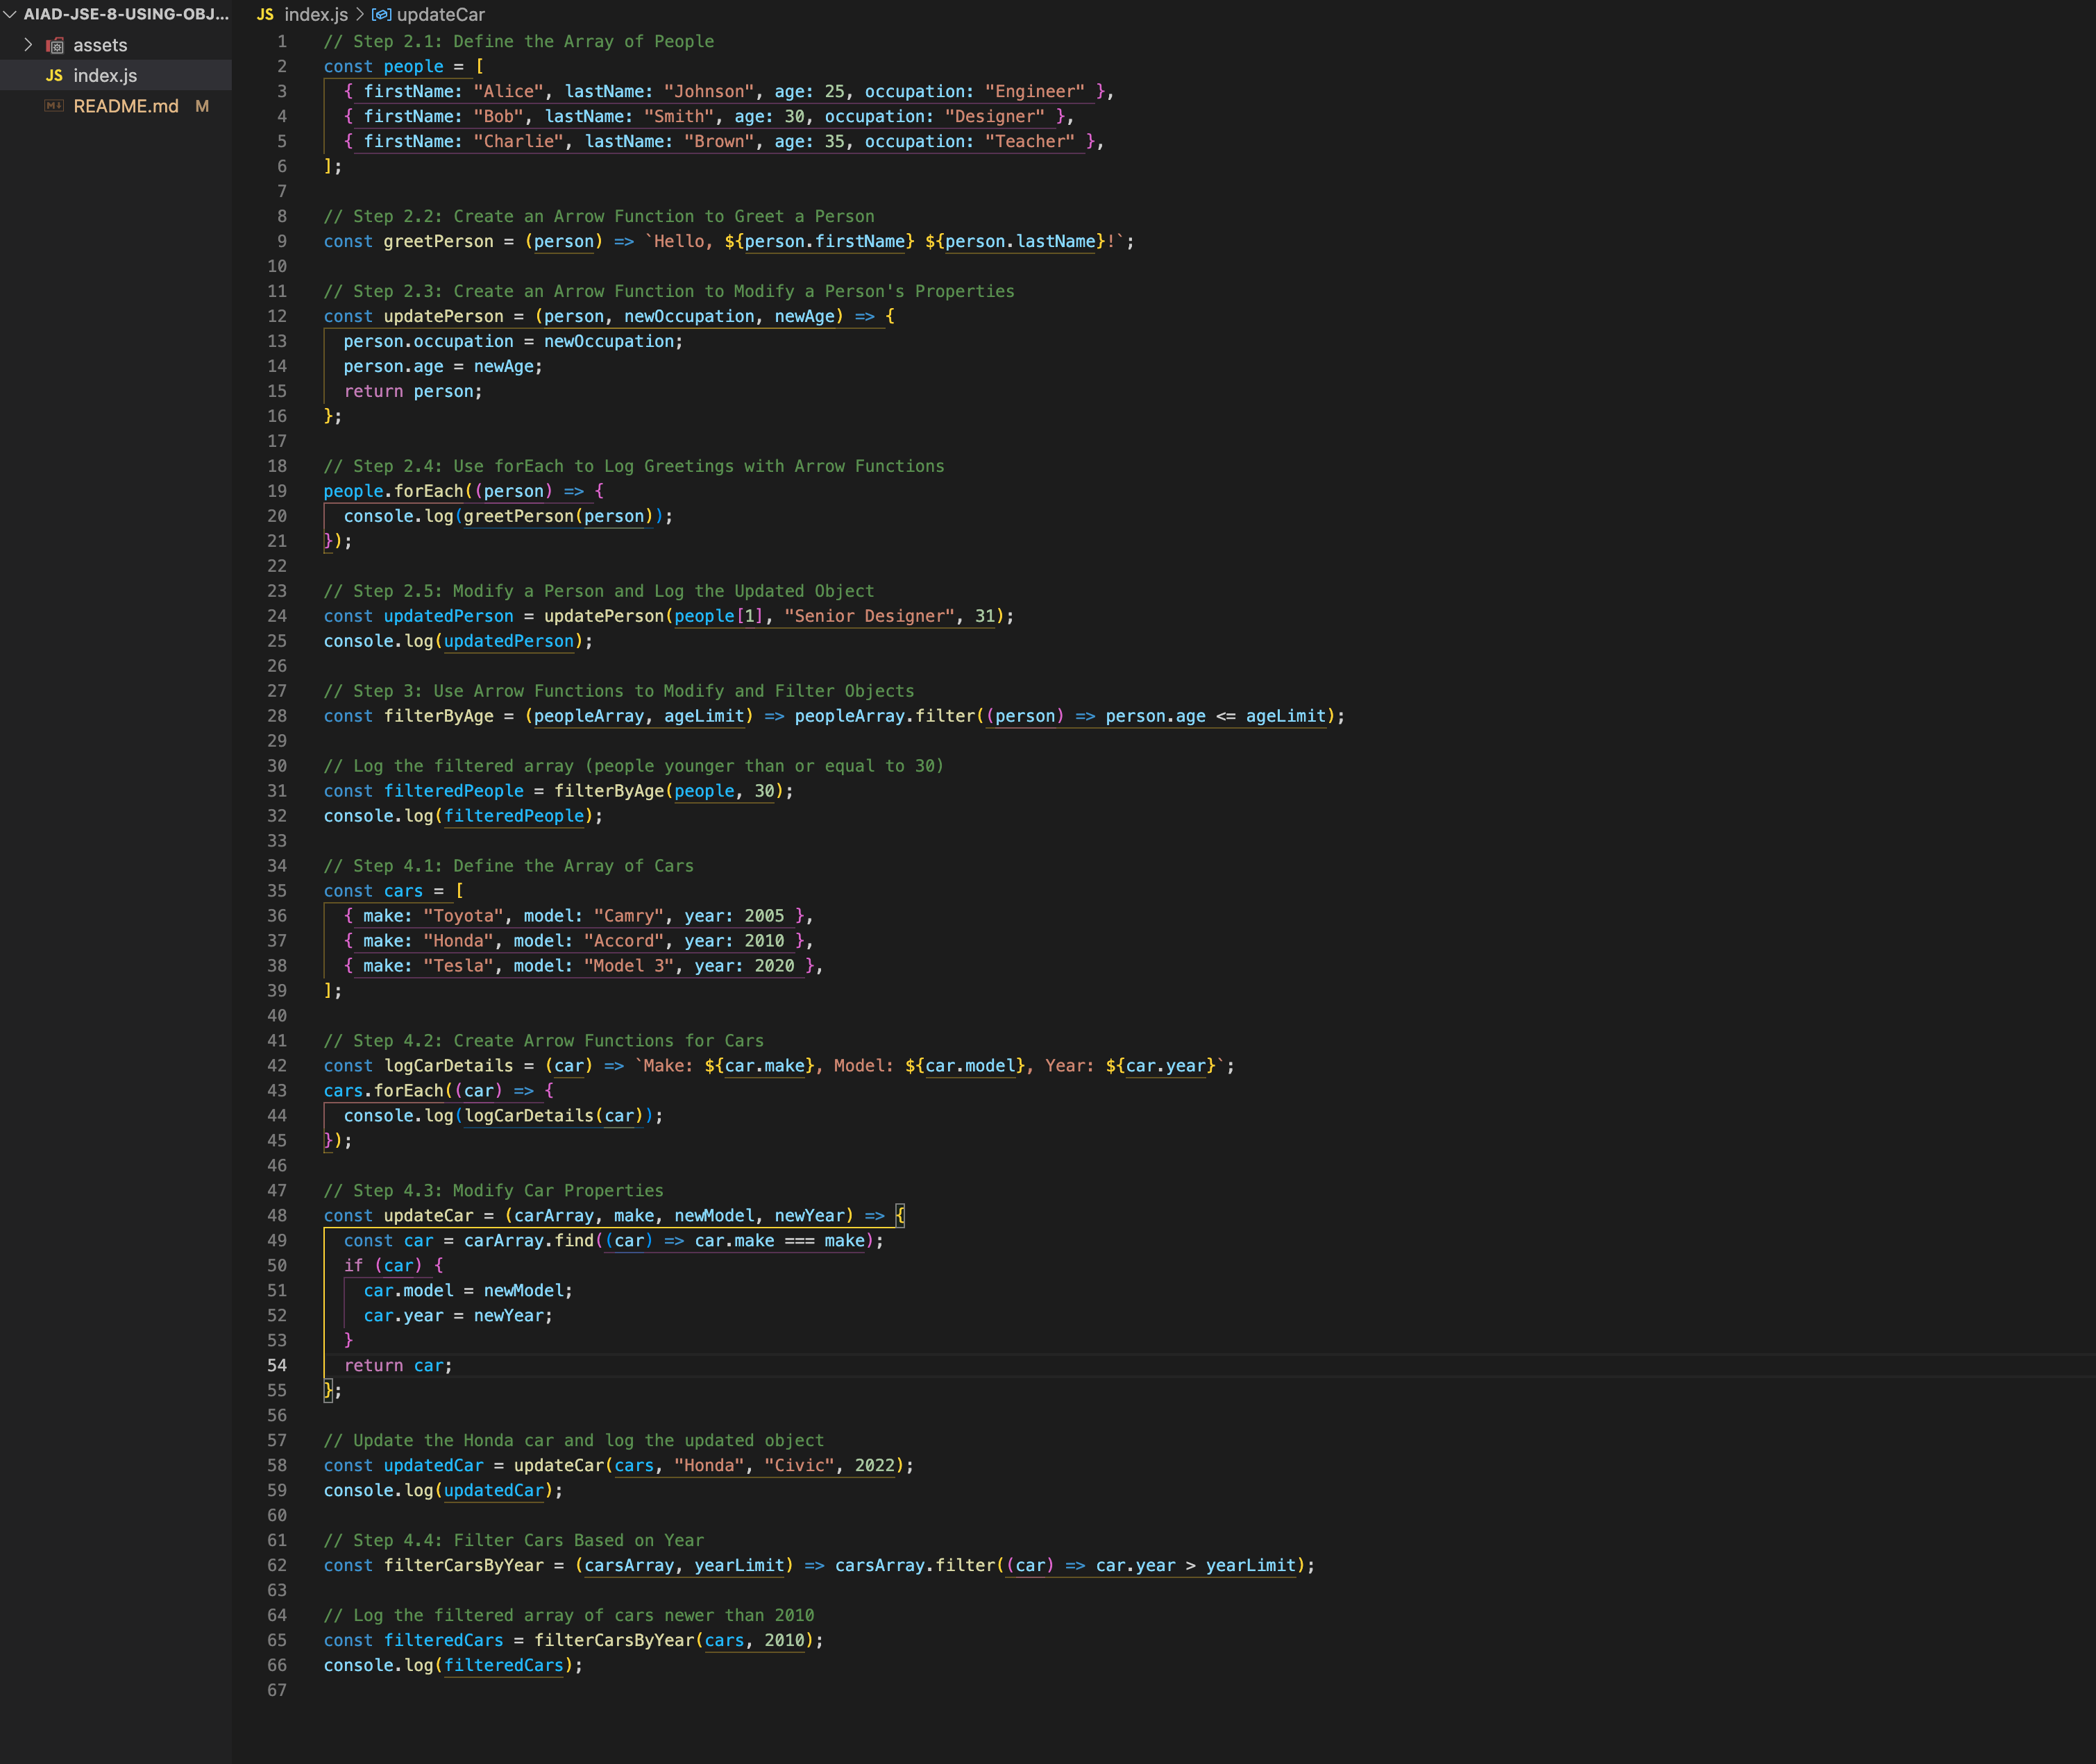 AIAD-JSE-8-USING-OBJ...
assets
JS index.js
README.md M
JS index.js > updateCar
1 // Step 2.1: Define the Array of People
2 const people = [
3   { firstName: "Alice", lastName: "Johnson", age: 25, occupation: "Engineer" },
4   { firstName: "Bob", lastName: "Smith", age: 30, occupation: "Designer" },
5   { firstName: "Charlie", lastName: "Brown", age: 35, occupation: "Teacher" },
6 ];
7
8 // Step 2.2: Create an Arrow Function to Greet a Person
9 const greetPerson = (person) => `Hello, ${person.firstName} ${person.lastName}!`;
10
11 // Step 2.3: Create an Arrow Function to Modify a Person's Properties
12 const updatePerson = (person, newOccupation, newAge) => {
13   person.occupation = newOccupation;
14   person.age = newAge;
15   return person;
16 };
17
18 // Step 2.4: Use forEach to Log Greetings with Arrow Functions
19 people.forEach((person) => {
20   console.log(greetPerson(person));
21 });
22
23 // Step 2.5: Modify a Person and Log the Updated Object
24 const updatedPerson = updatePerson(people[1], "Senior Designer", 31);
25 console.log(updatedPerson);
26
27 // Step 3: Use Arrow Functions to Modify and Filter Objects
28 const filterByAge = (peopleArray, ageLimit) => peopleArray.filter((person) => person.age <= ageLimit);
29
30 // Log the filtered array (people younger than or equal to 30)
31 const filteredPeople = filterByAge(people, 30);
32 console.log(filteredPeople);
33
34 // Step 4.1: Define the Array of Cars
35 const cars = [
36   { make: "Toyota", model: "Camry", year: 2005 },
37   { make: "Honda", model: "Accord", year: 2010 },
38   { make: "Tesla", model: "Model 3", year: 2020 },
39 ];
40
41 // Step 4.2: Create Arrow Functions for Cars
42 const logCarDetails = (car) => `Make: ${car.make}, Model: ${car.model}, Year: ${car.year}`;
43 cars.forEach((car) => {
44   console.log(logCarDetails(car));
45 });
46
47 // Step 4.3: Modify Car Properties
48 const updateCar = (carArray, make, newModel, newYear) => {
49   const car = carArray.find((car) => car.make === make);
50   if (car) {
51     car.model = newModel;
52     car.year = newYear;
53   }
54   return car;
55 };
56
57 // Update the Honda car and log the updated object
58 const updatedCar = updateCar(cars, "Honda", "Civic", 2022);
59 console.log(updatedCar);
60
61 // Step 4.4: Filter Cars Based on Year
62 const filterCarsByYear = (carsArray, yearLimit) => carsArray.filter((car) => car.year > yearLimit);
63
64 // Log the filtered array of cars newer than 2010
65 const filteredCars = filterCarsByYear(cars, 2010);
66 console.log(filteredCars);
67